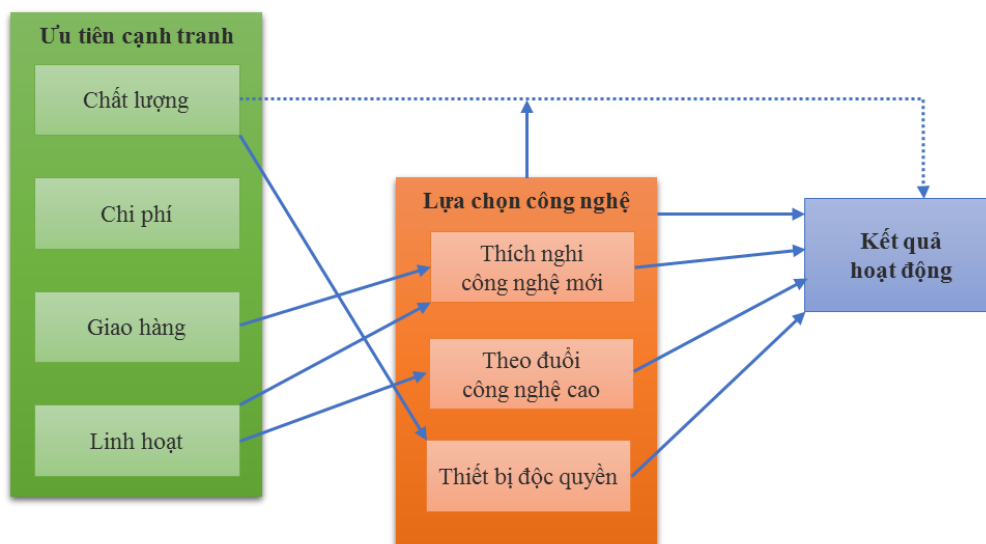 Ưu tiên cạnh tranh
Chất lượng
Chi phí
Giao hàng
Linh hoạt
Lựa chọn công nghệ
Thích nghi
công nghệ mới
Theo đuổi
công nghệ cao
Thiết bị độc quyền
Kết quả
hoạt động